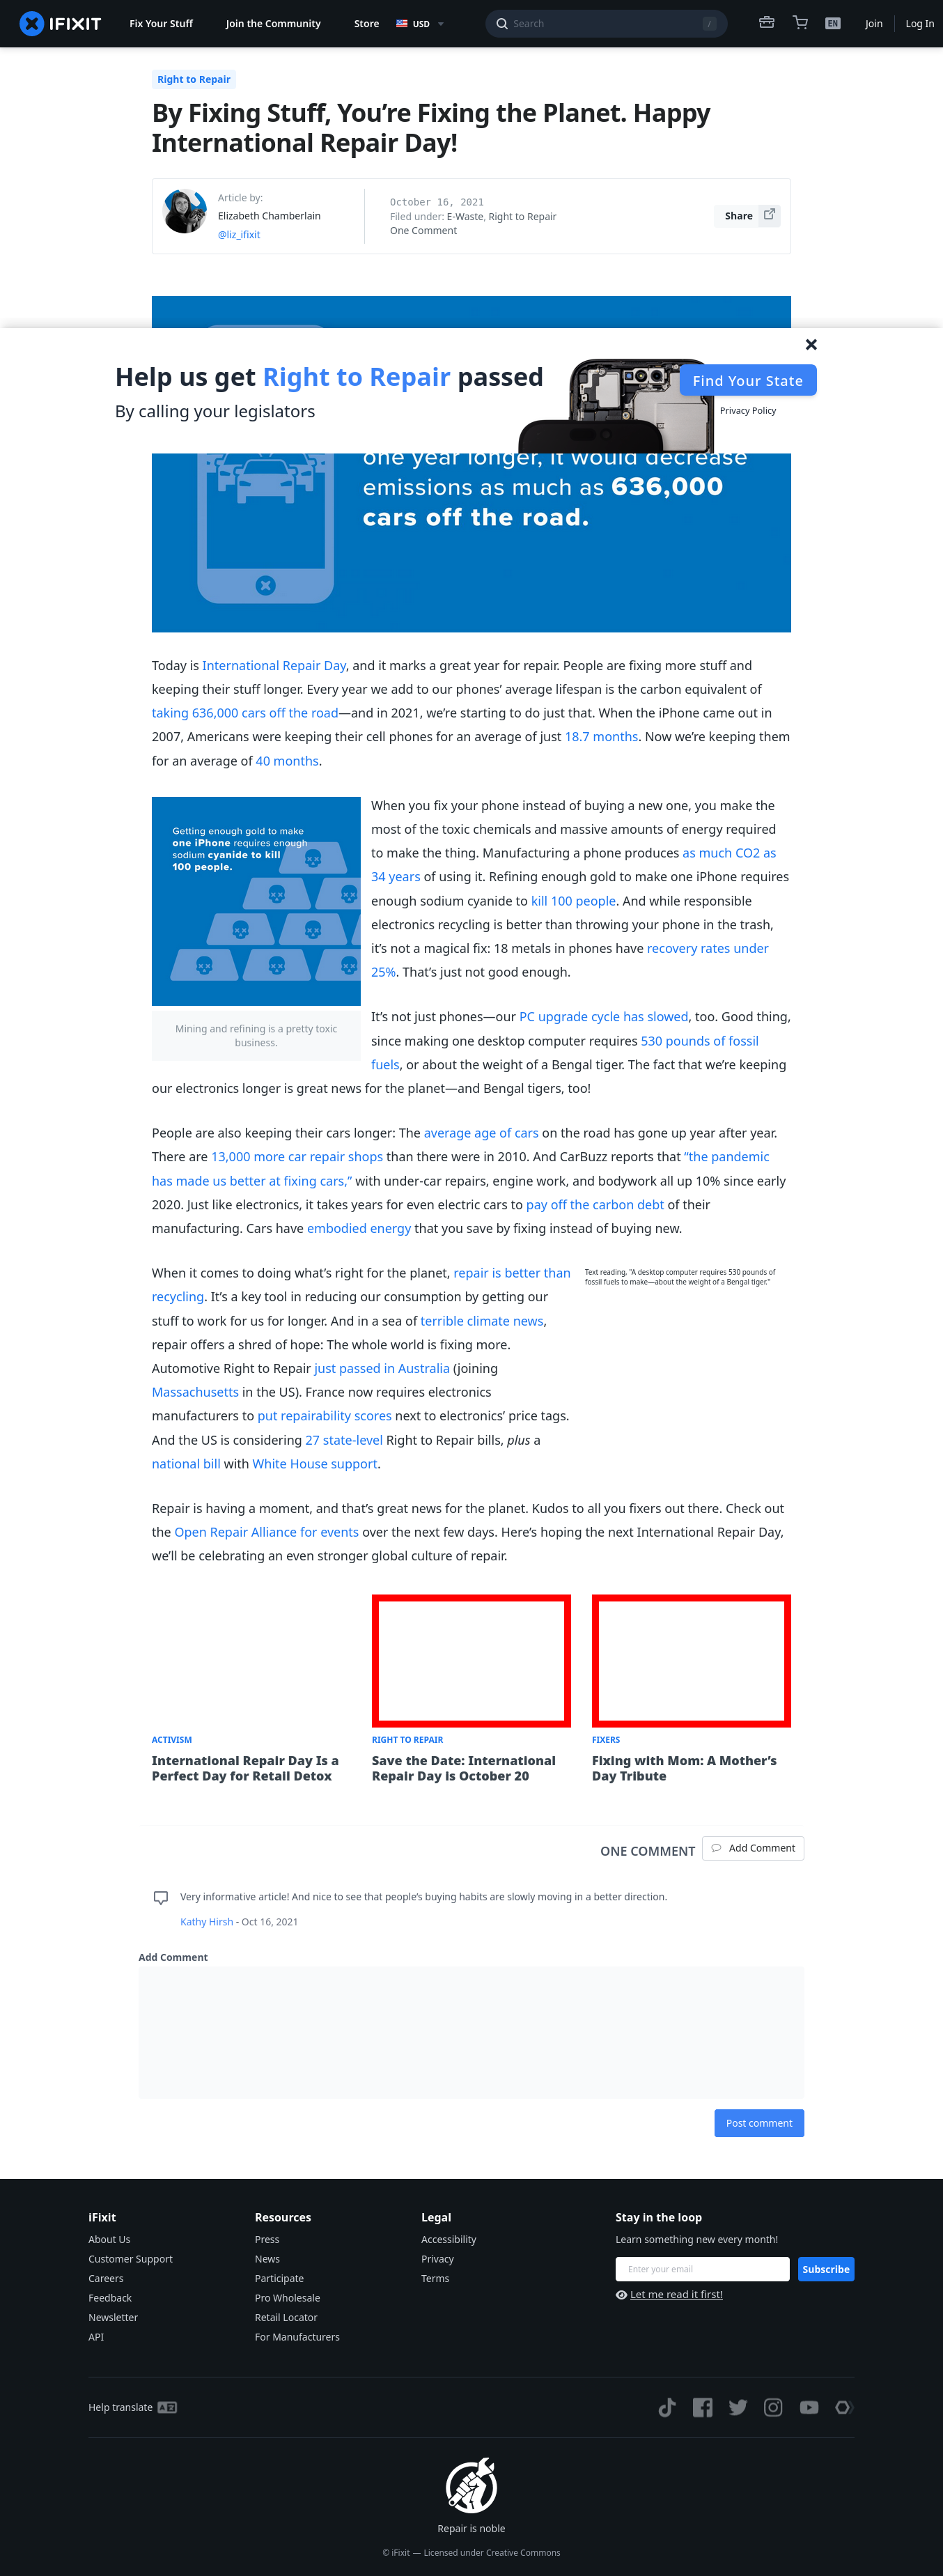 IFIXIT
Fix Your Stuff
Join the Community
Store
USD
Search
/
EN
Join
Log In
Right to Repair
By Fixing Stuff, You’re Fixing the Planet. Happy
International Repair Day!
Article by:
Elizabeth Chamberlain
@liz_ifixit
October 16, 2021
Filed under: E-Waste, Right to Repair
One Comment
Share
Help us get Right to Repair passed
By calling your legislators
Find Your State
Privacy Policy
one year longer, it would decrease
emissions as much as 636,000
cars off the road.
Today is International Repair Day, and it marks a great year for repair. People are fixing more stuff and
keeping their stuff longer. Every year we add to our phones’ average lifespan is the carbon equivalent of
taking 636,000 cars off the road—and in 2021, we’re starting to do just that. When the iPhone came out in
2007, Americans were keeping their cell phones for an average of just 18.7 months. Now we’re keeping them
for an average of 40 months.
Getting enough gold to make
one iPhone requires enough
sodium cyanide to kill
100 people.
Mining and refining is a pretty toxic
business.
When you fix your phone instead of buying a new one, you make the
most of the toxic chemicals and massive amounts of energy required
to make the thing. Manufacturing a phone produces as much CO2 as
34 years of using it. Refining enough gold to make one iPhone requires
enough sodium cyanide to kill 100 people. And while responsible
electronics recycling is better than throwing your phone in the trash,
it’s not a magical fix: 18 metals in phones have recovery rates under
25%. That’s just not good enough.
It’s not just phones—our PC upgrade cycle has slowed, too. Good thing,
since making one desktop computer requires 530 pounds of fossil
fuels, or about the weight of a Bengal tiger. The fact that we’re keeping
our electronics longer is great news for the planet—and Bengal tigers, too!
People are also keeping their cars longer: The average age of cars on the road has gone up year after year.
There are 13,000 more car repair shops than there were in 2010. And CarBuzz reports that “the pandemic
has made us better at fixing cars,” with under-car repairs, engine work, and bodywork all up 10% since early
2020. Just like electronics, it takes years for even electric cars to pay off the carbon debt of their
manufacturing. Cars have embodied energy that you save by fixing instead of buying new.
When it comes to doing what’s right for the planet, repair is better than
recycling. It’s a key tool in reducing our consumption by getting our
stuff to work for us for longer. And in a sea of terrible climate news,
repair offers a shred of hope: The whole world is fixing more.
Automotive Right to Repair just passed in Australia (joining
Massachusetts in the US). France now requires electronics
manufacturers to put repairability scores next to electronics’ price tags.
And the US is considering 27 state-level Right to Repair bills, plus a
national bill with White House support.
Text reading, "A desktop computer requires 530 pounds of
fossil fuels to make—about the weight of a Bengal tiger."
Repair is having a moment, and that’s great news for the planet. Kudos to all you fixers out there. Check out
the Open Repair Alliance for events over the next few days. Here’s hoping the next International Repair Day,
we’ll be celebrating an even stronger global culture of repair.
ACTIVISM
International Repair Day Is a
Perfect Day for Retail Detox
RIGHT TO REPAIR
Save the Date: International
Repair Day is October 20
FIXERS
Fixing with Mom: A Mother’s
Day Tribute
ONE COMMENT
Add Comment
Very informative article! And nice to see that people’s buying habits are slowly moving in a better direction.
Kathy Hirsh - Oct 16, 2021
Add Comment
Post comment
iFixit
About Us
Customer Support
Careers
Feedback
Newsletter
API
Resources
Press
News
Participate
Pro Wholesale
Retail Locator
For Manufacturers
Legal
Accessibility
Privacy
Terms
Stay in the loop
Learn something new every month!
Enter your email
Subscribe
Let me read it first!
Help translate
Repair is noble
© iFixit — Licensed under Creative Commons